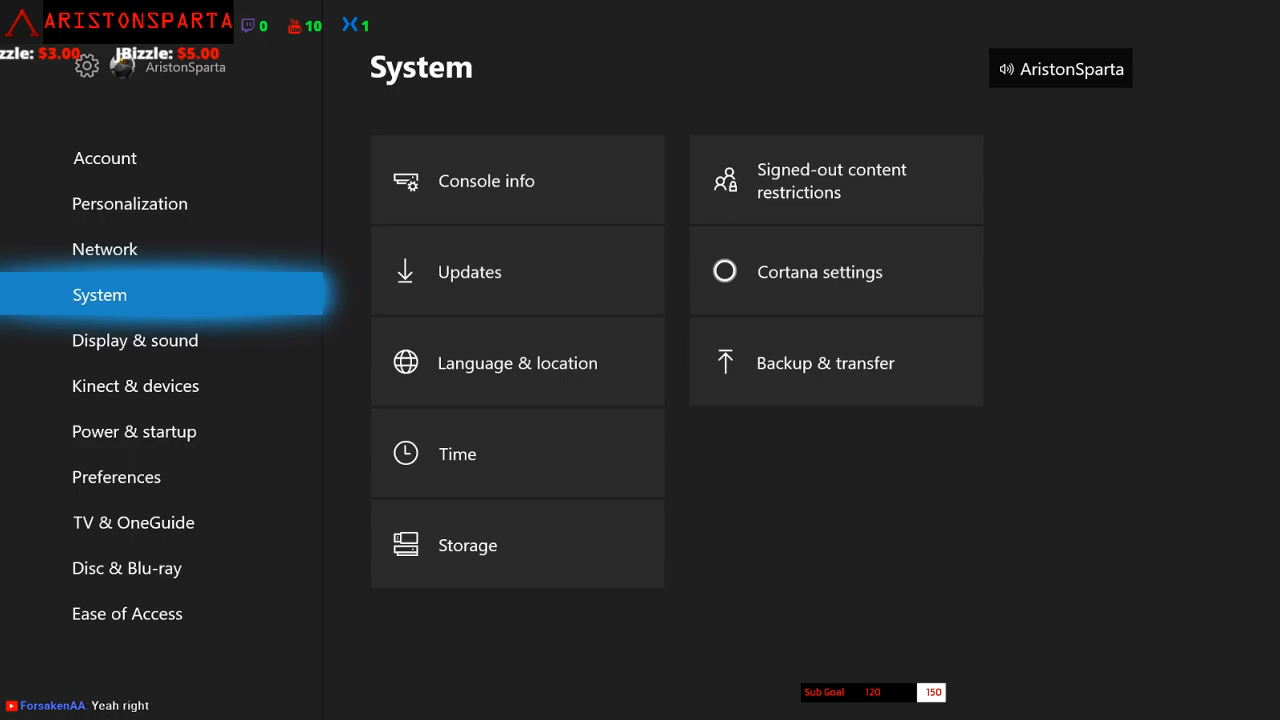 ARISTONSPARTA
0
10
1
zzle: $3.00
JBizzle: $5.00
AristonSparta
System
AristonSparta
Account
Personalization
Network
System
Display & sound
Kinect & devices
Power & startup
Preferences
TV & OneGuide
Disc & Blu-ray
Ease of Access
Console info
Updates
Language & location
Time
Storage
Signed-out content
restrictions
Cortana settings
Backup & transfer
Sub Goal 120 150
ForsakenAA Yeah right